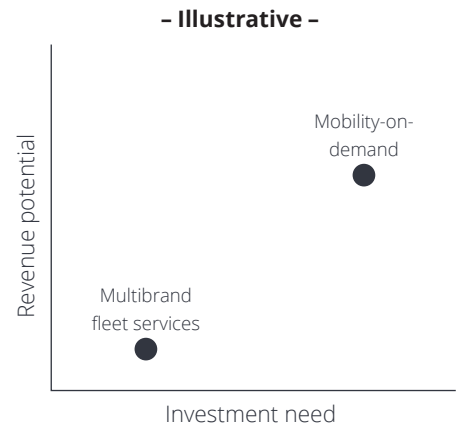 – Illustrative –
Mobility-on-
demand
Revenue potential
Multibrand
fleet services
Investment need